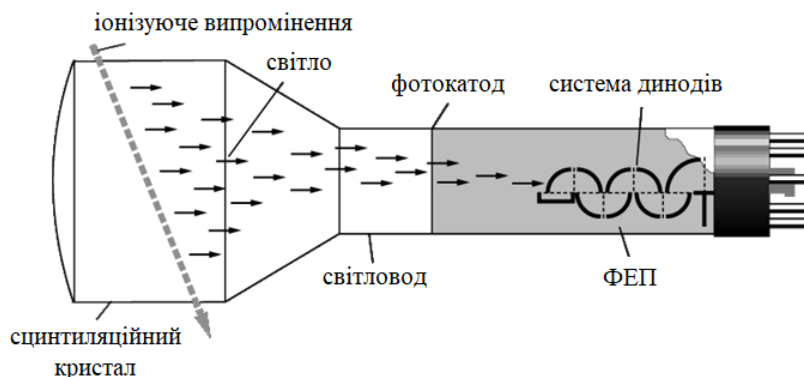 іонізуюче випромінення
світло
фотокатод
система динодів
світловод
ФЕП
сцинтиляційний
кристал